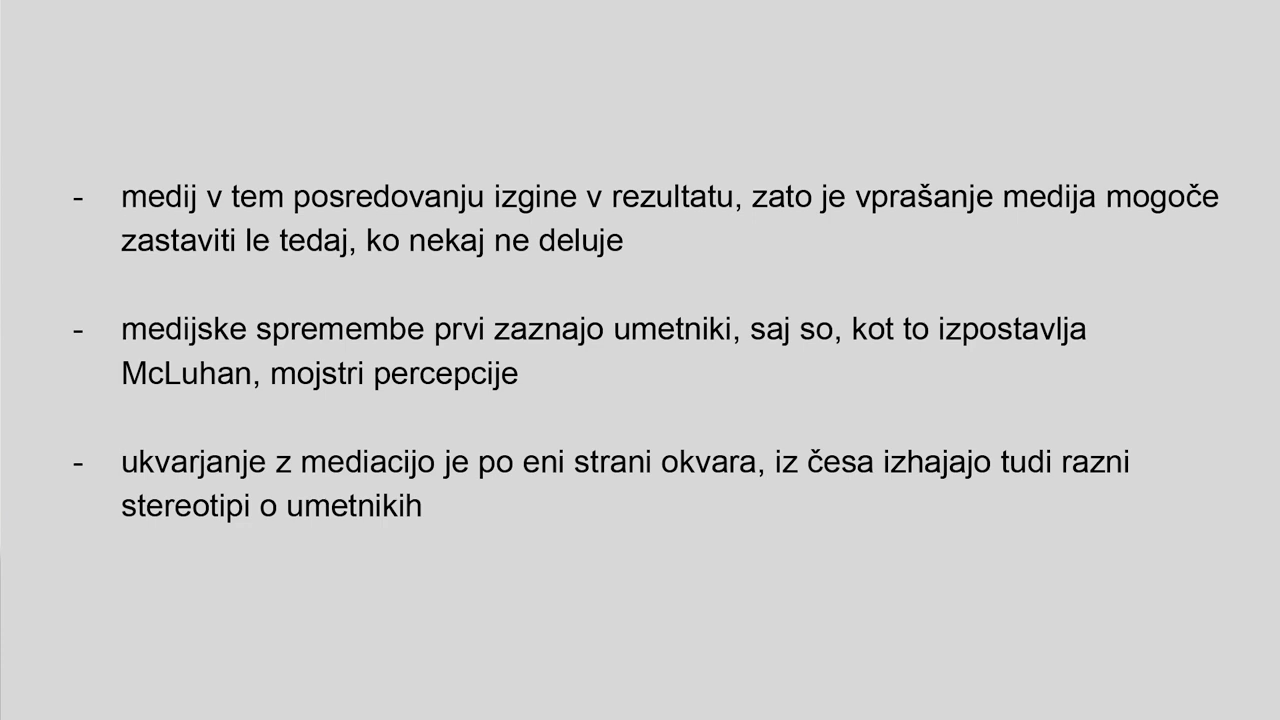 - medij v tem posredovanju izgine v rezultatu, zato je vprašanje medija mogoče
zastaviti le tedaj, ko nekaj ne deluje
- medijske spremembe prvi zaznajo umetniki, saj so, kot to izpostavlja
McLuhan, mojstri percepcije
- ukvarjanje z mediacijo je po eni strani okvara, iz česa izhajajo tudi razni
stereotipi o umetnikih